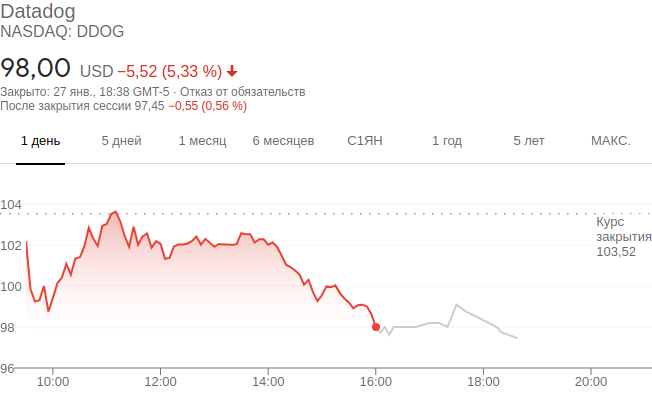 Datadog
NASDAQ: DDOG
98,00 USD −5,52 (5,33 %)
Закрыто: 27 янв., 18:38 GMT-5 · Отказ от обязательств
После закрытия сессии 97,45 −0,55 (0,56 %)
1 день 5 дней 1 месяц 6 месяцев С1ЯН 1 год 5 лет МАКС.
104
Курс
закрытия
103,52
102
100
98
96
10:00 12:00 14:00 16:00 18:00 20:00